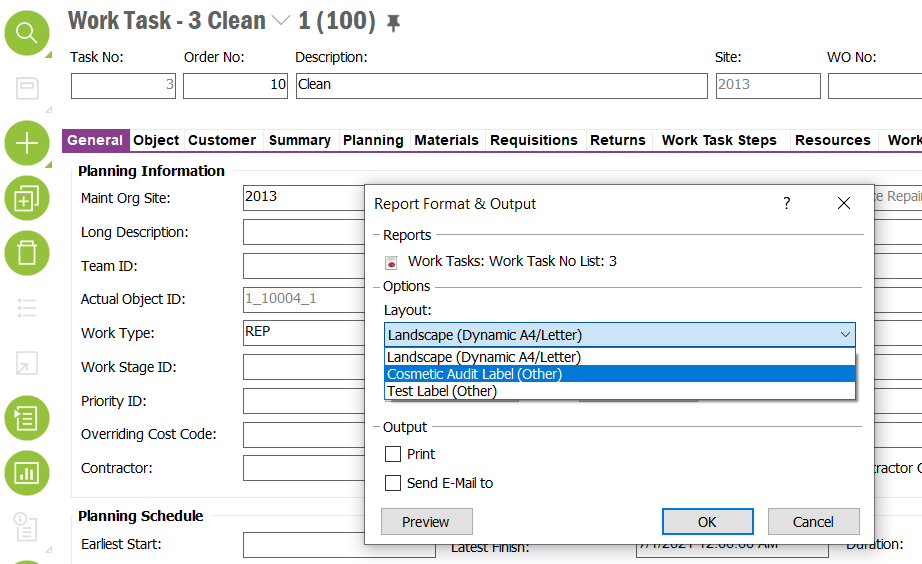 Work Task - 3 Clean 1 (100)
Task No: Order No: Description: Site: WO No:
3 10 Clean 2013
General Object Customer Summary Planning Materials Requisitions Returns Work Task Steps Resources Work
Planning Information
Maint Org Site: 2013
Long Description:
Team ID:
Actual Object ID: 1_10004_1
Work Type: REP
Work Stage ID:
Priority ID:
Overriding Cost Code:
Contractor:
Planning Schedule
Earliest Start: Latest Finish: Duration:
Report Format & Output ?
Reports
Work Tasks: Work Task No List: 3
Options
Layout:
Landscape (Dynamic A4/Letter)
Landscape (Dynamic A4/Letter)
Cosmetic Audit Label (Other)
Test Label (Other)
Output
Print
Send E-Mail to
Preview OK Cancel